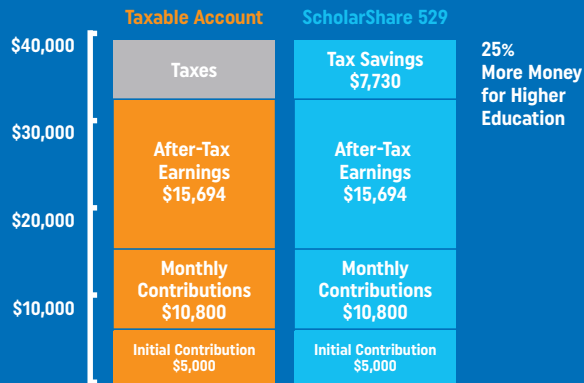 Taxable Account
ScholarShare 529
$40,000
$30,000
$20,000
$10,000
Taxes
After-Tax
Earnings
$15,694
Monthly
Contributions
$10,800
Initial Contribution
$5,000
Tax Savings
$7,730
After-Tax
Earnings
$15,694
Monthly
Contributions
$10,800
Initial Contribution
$5,000
25%
More Money
for Higher
Education